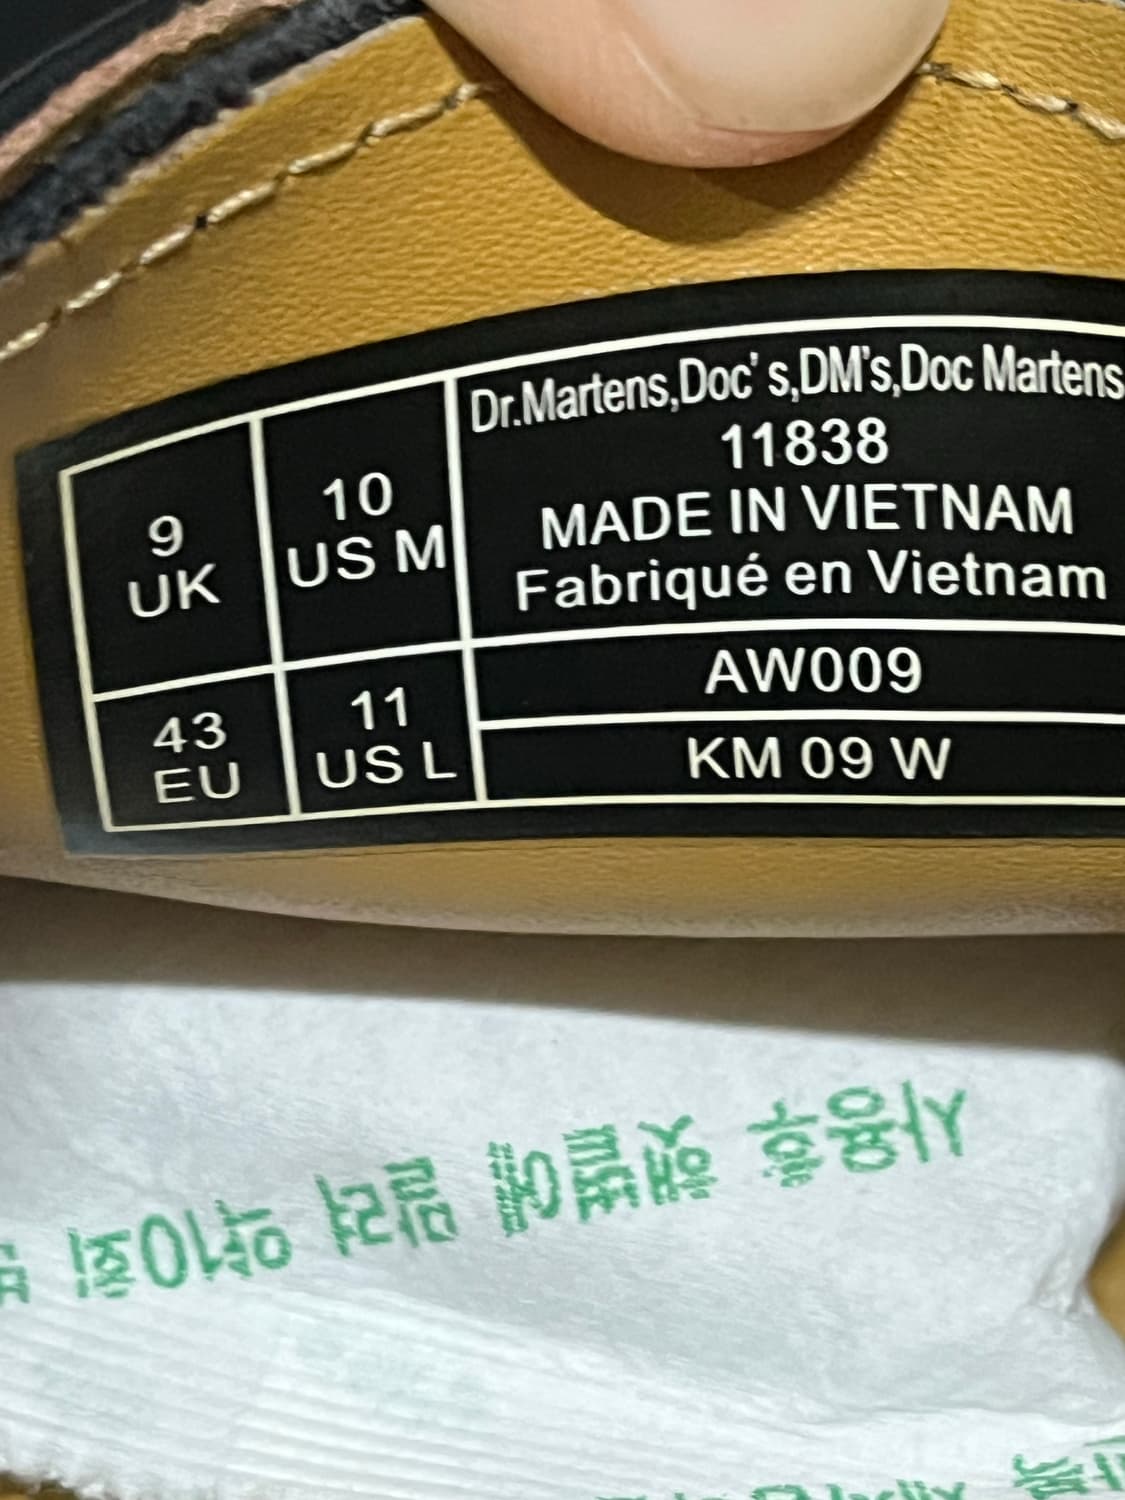 9
UK
10
US M
43
EU
11
US L
Dr.Martens,Doc's,DM's,Doc Martens
11838
MADE IN VIETNAM
Fabriqué en Vietnam
AW009
KM 09 W